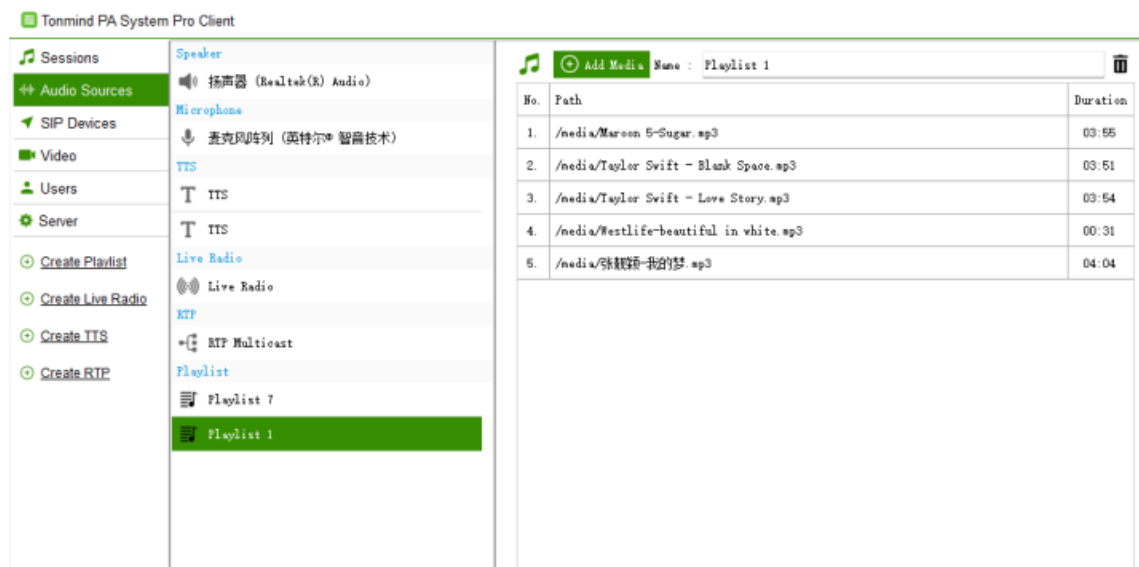 Tonmind PA System Pro Client
Sessions
Audio Sources
SIP Devices
Video
Users
Server
Create Playlist
Create Live Radio
Create TTS
Create RTP
Speaker
扬声器 (Realtek(R) Audio)
Microphone
麦克风阵列 (英特尔® 智音技术)
TTS
TTS
TTS
Live Radio
Live Radio
RTP
RTP Multicast
Playlist
Playlist 7
Playlist 1
Add Media Name : Playlist 1
No. Path Duration
1. /media/Maroon 5-Sugar.mp3 03:55
2. /media/Taylor Swift - Blank Space.mp3 03:51
3. /media/Taylor Swift - Love Story.mp3 03:54
4. /media/Westlife-beautiful in white.mp3 00:31
5. /media/张靓颖-我的梦.mp3 04:04